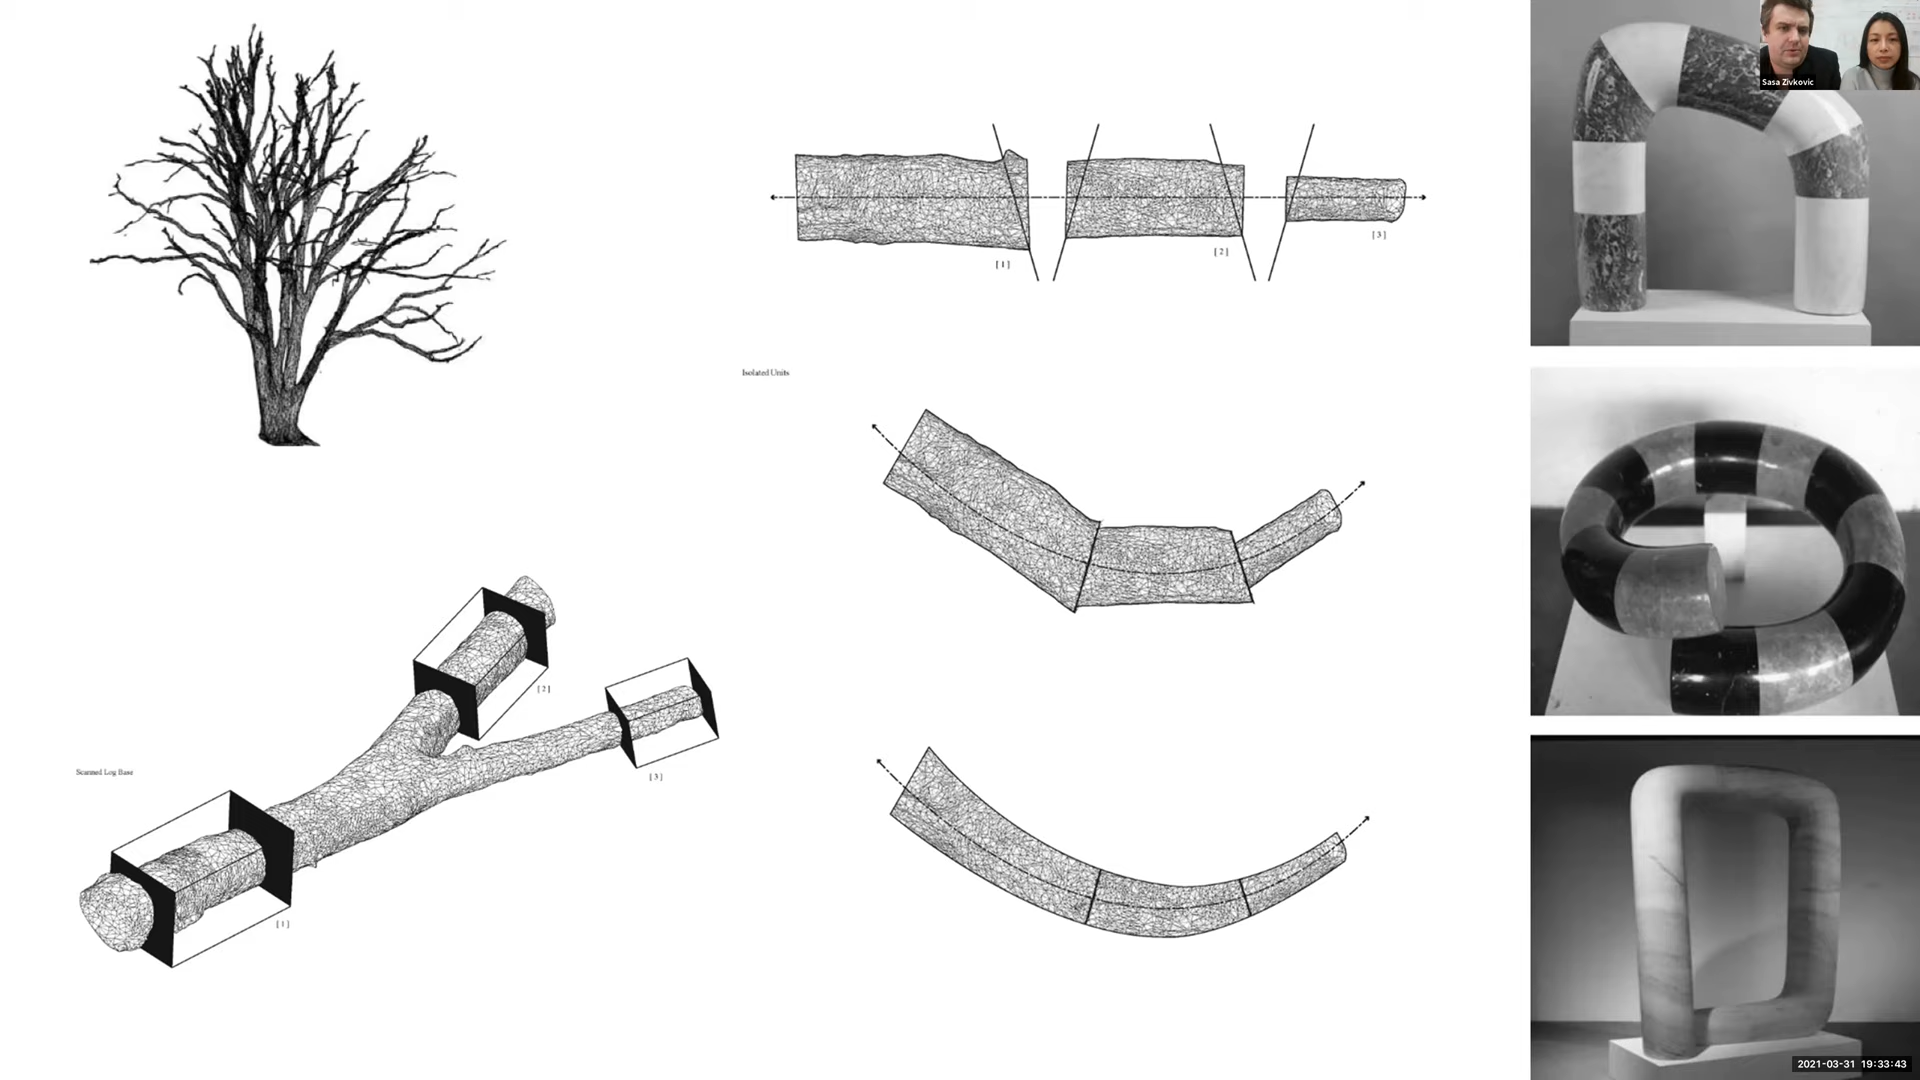 Sasa Zivkovic
[1]
[2]
[3]
Isolated Units
[2]
[3]
Scanned Log Base
[1]
2021-03-31 19:33:43